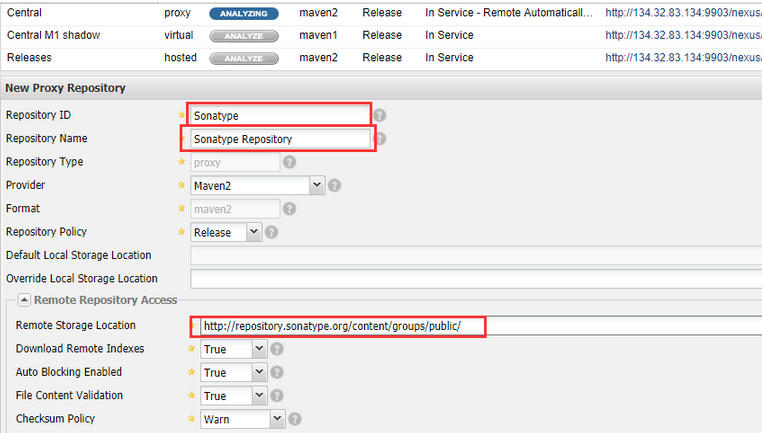 Central proxy ANALYZING maven2 Release In Service - Remote Automaticall... http://134.32.83.134:9903/nexus/
Central M1 shadow virtual ANALYZE maven1 Release In Service http://134.32.83.134:9903/nexus/
Releases hosted ANALYZE maven2 Release In Service http://134.32.83.134:9903/nexus/
New Proxy Repository
Repository ID Sonatype
Repository Name Sonatype Repository
Repository Type proxy
Provider Maven2
Format maven2
Repository Policy Release
Default Local Storage Location
Override Local Storage Location
Remote Repository Access
Remote Storage Location http://repository.sonatype.org/content/groups/public/
Download Remote Indexes True
Auto Blocking Enabled True
File Content Validation True
Checksum Policy Warn